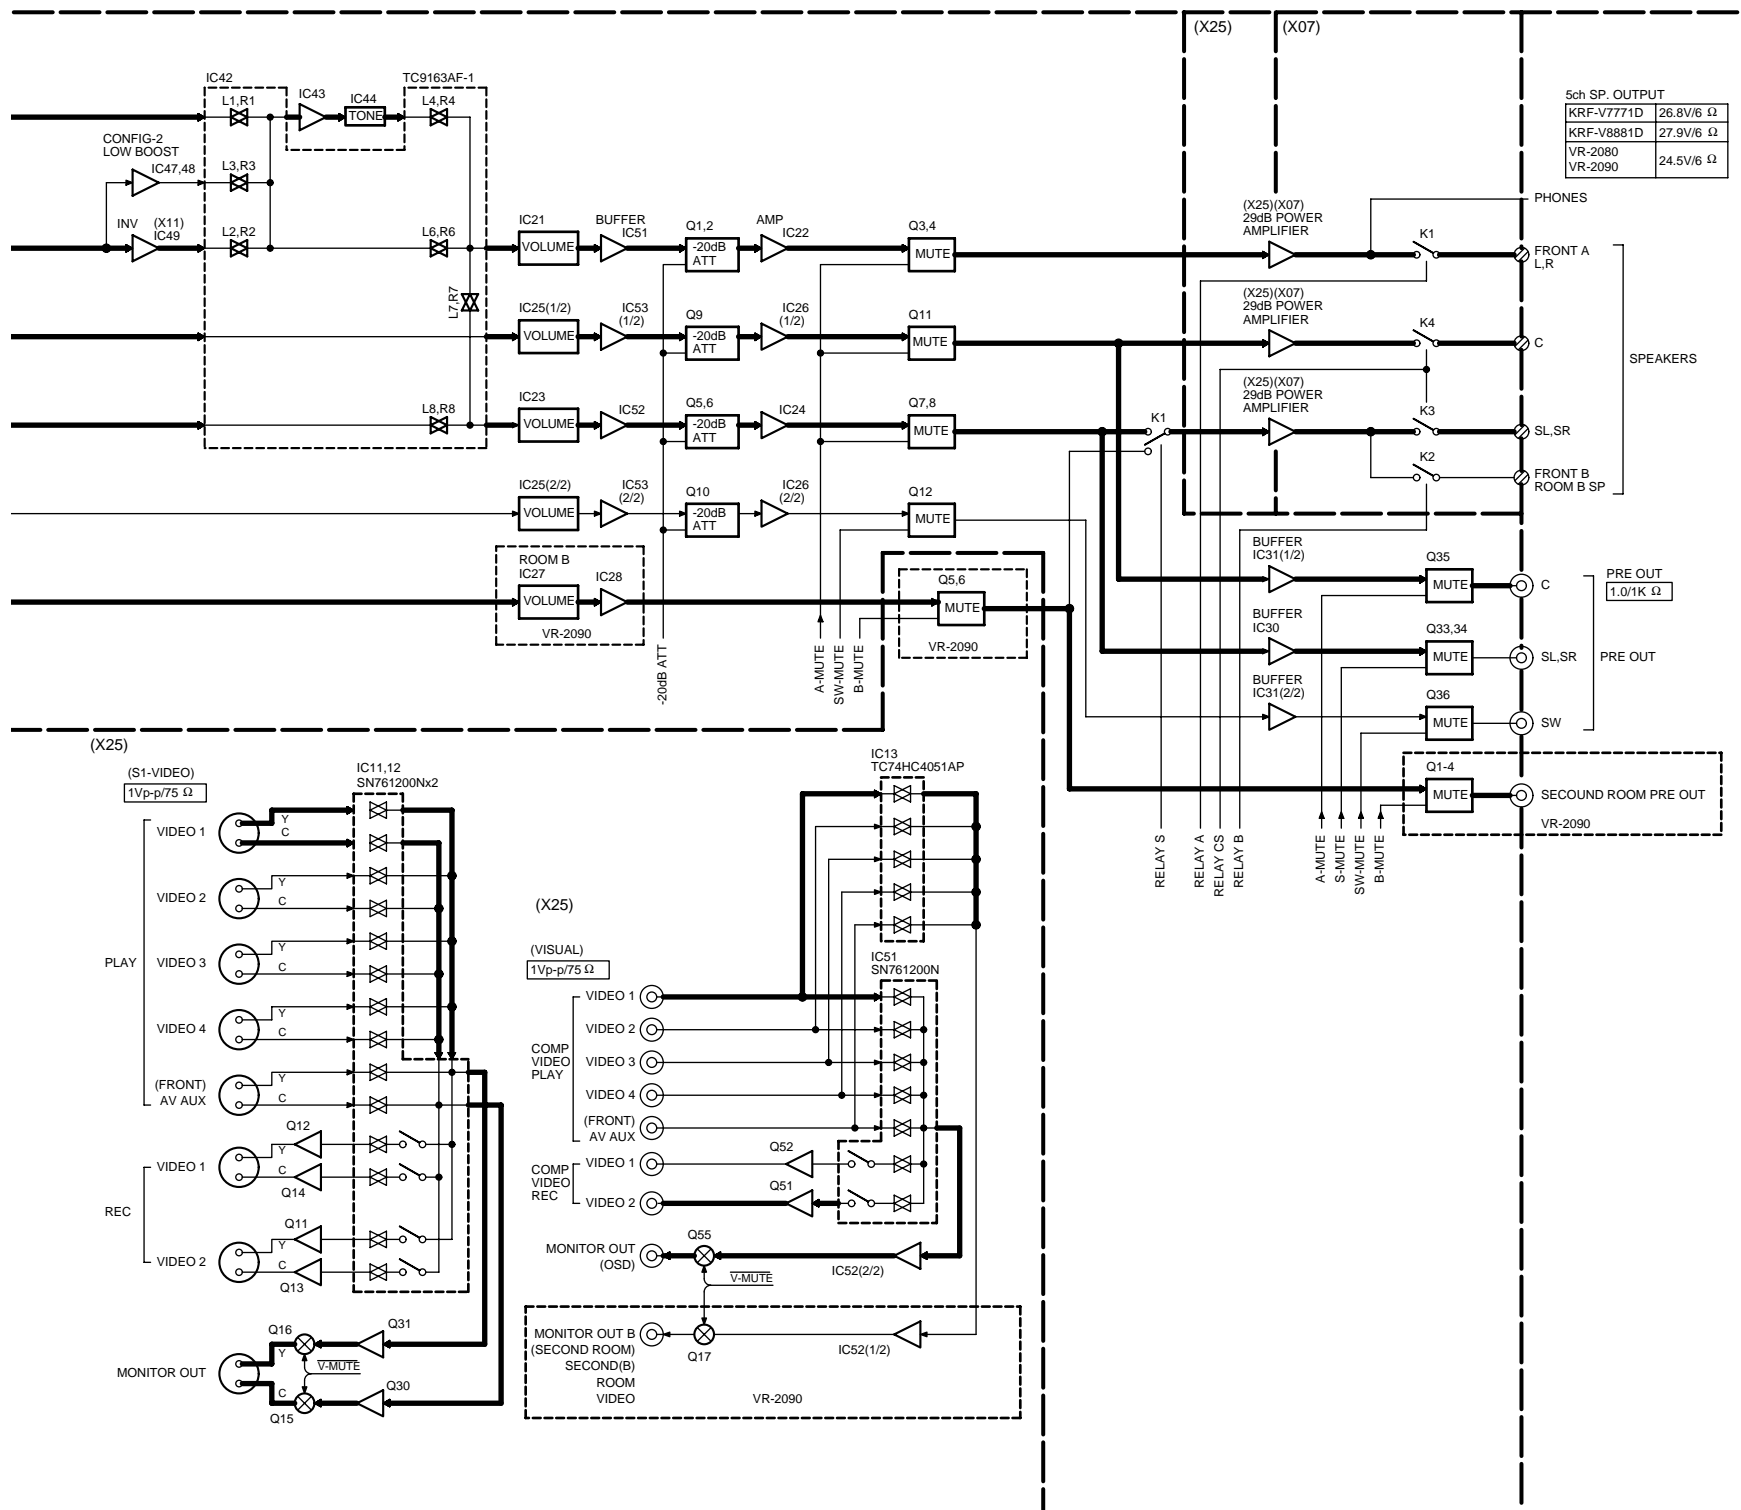 (X25)
(X07)
IC42
TC9163AF-1
L1,R1
IC43
IC44
TONE
L4,R4
CONFIG-2
LOW BOOST
IC47,48
L3,R3
INV
(X11)
IC49
L2,R2
L6,R6
L7,R7
L8,R8
5ch SP. OUTPUT
KRF-V7771D 26.8V/6 Ω
KRF-V8881D 27.9V/6 Ω
VR-2080
VR-2090
24.5V/6 Ω
IC21
VOLUME
BUFFER
IC51
Q1,2
-20dB
ATT
AMP
IC22
Q3,4
MUTE
(X25)(X07)
29dB POWER
AMPLIFIER
K1
PHONES
FRONT A
L,R
IC25(1/2)
VOLUME
IC53
(1/2)
Q9
-20dB
ATT
IC26
(1/2)
Q11
MUTE
(X25)(X07)
29dB POWER
AMPLIFIER
K4
C
SPEAKERS
IC23
VOLUME
IC52
Q5,6
-20dB
ATT
IC24
Q7,8
MUTE
K1
(X25)(X07)
29dB POWER
AMPLIFIER
K3
SL,SR
K2
FRONT B
ROOM B SP
IC25(2/2)
VOLUME
IC53
(2/2)
Q10
-20dB
ATT
IC26
(2/2)
Q12
MUTE
ROOM B
IC27
VOLUME
IC28
VR-2090
Q5,6
MUTE
VR-2090
-20dB ATT
A-MUTE
SW-MUTE
B-MUTE
BUFFER
IC31(1/2)
Q35
MUTE
C
PRE OUT
1.0/1K Ω
BUFFER
IC30
Q33,34
MUTE
SL,SR
PRE OUT
BUFFER
IC31(2/2)
Q36
MUTE
SW
Q1-4
MUTE
SECOUND ROOM PRE OUT
VR-2090
RELAY S
RELAY A
RELAY CS
RELAY B
A-MUTE
S-MUTE
SW-MUTE
B-MUTE
(X25)
(S1-VIDEO)
1Vp-p/75 Ω
IC11,12
SN761200Nx2
PLAY
VIDEO 1
Y
C
VIDEO 2
Y
C
VIDEO 3
Y
C
VIDEO 4
Y
C
(FRONT)
AV AUX
Y
C
REC
VIDEO 1
Q12
Y
C
Q14
VIDEO 2
Q11
Y
C
Q13
MONITOR OUT
Q16
Y
Q31
V-MUTE
C
Q15
Q30
(X25)
(VISUAL)
1Vp-p/75 Ω
IC13
TC74HC4051AP
IC51
SN761200N
COMP
VIDEO
PLAY
VIDEO 1
VIDEO 2
VIDEO 3
VIDEO 4
(FRONT)
AV AUX
COMP
VIDEO
REC
VIDEO 1
Q52
VIDEO 2
Q51
MONITOR OUT
(OSD)
Q55
IC52(2/2)
V-MUTE
MONITOR OUT B
(SECOND ROOM)
SECOND(B)
ROOM
VIDEO
Q17
IC52(1/2)
VR-2090